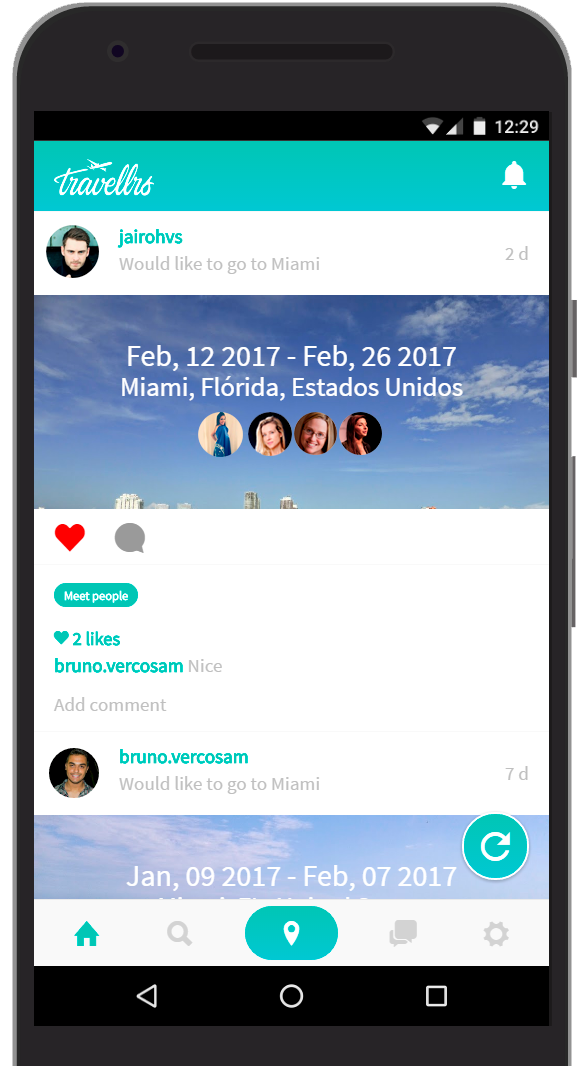 12:29
travellrs
jairohvs
Would like to go to Miami
2 d
Feb, 12 2017 - Feb, 26 2017
Miami, Flórida, Estados Unidos
Meet people
2 likes
bruno.vercosam Nice
Add comment
bruno.vercosam
Would like to go to Miami
7 d
Jan, 09 2017 - Feb, 07 2017